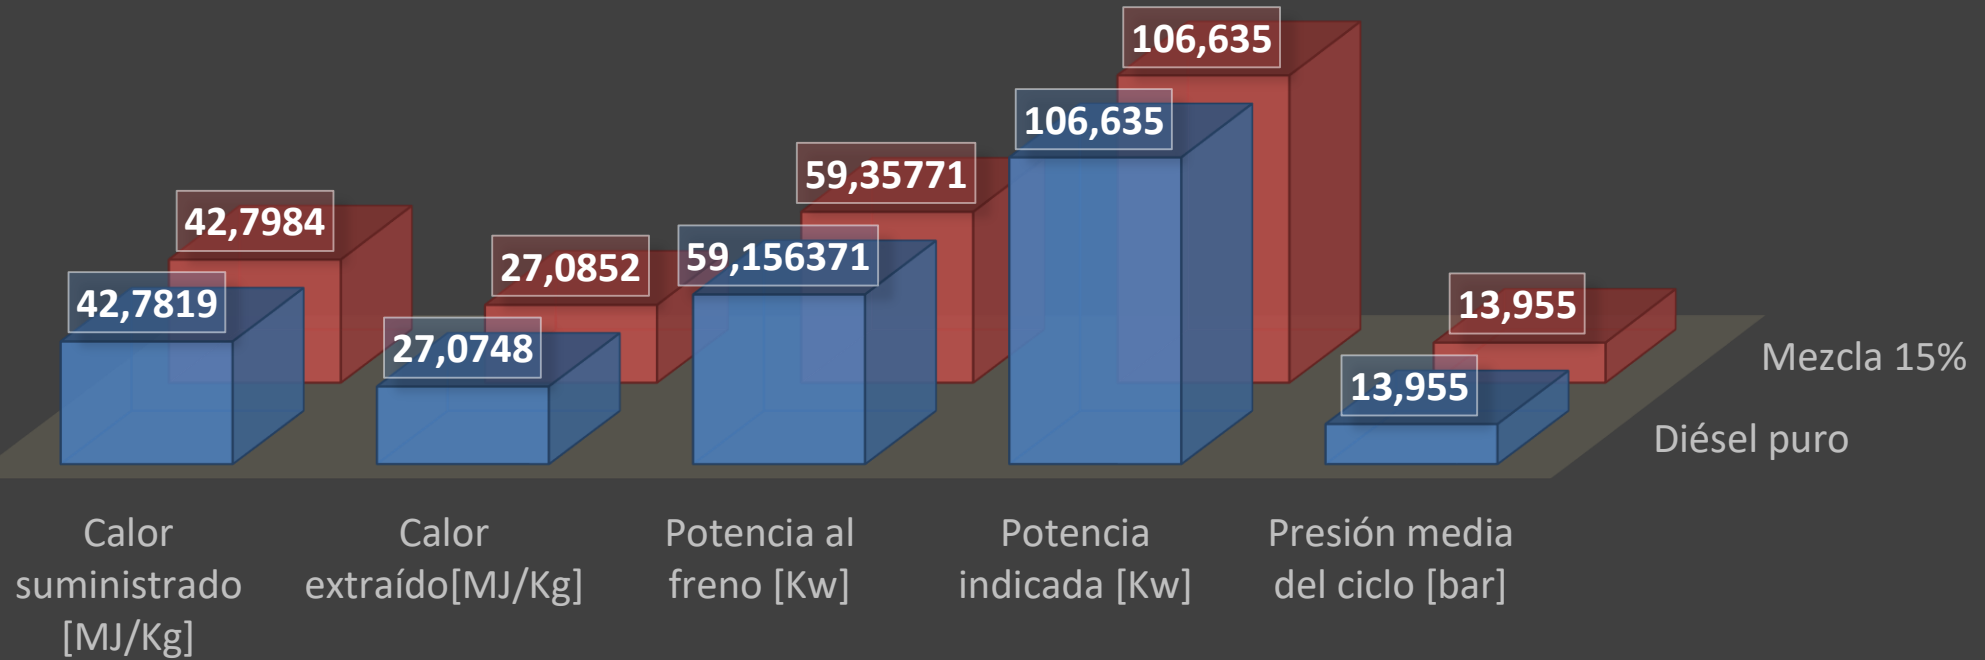 106,635
106,635
59,35771
42,7984
59,156371
27,0852
42,7819
13,955
27,0748
13,955
Mezcla 15%
Diésel puro
Calor
suministrado
[MJ/Kg]
Calor
extraído[MJ/Kg]
Potencia al
freno [Kw]
Potencia
indicada [Kw]
Presión media
del ciclo [bar]